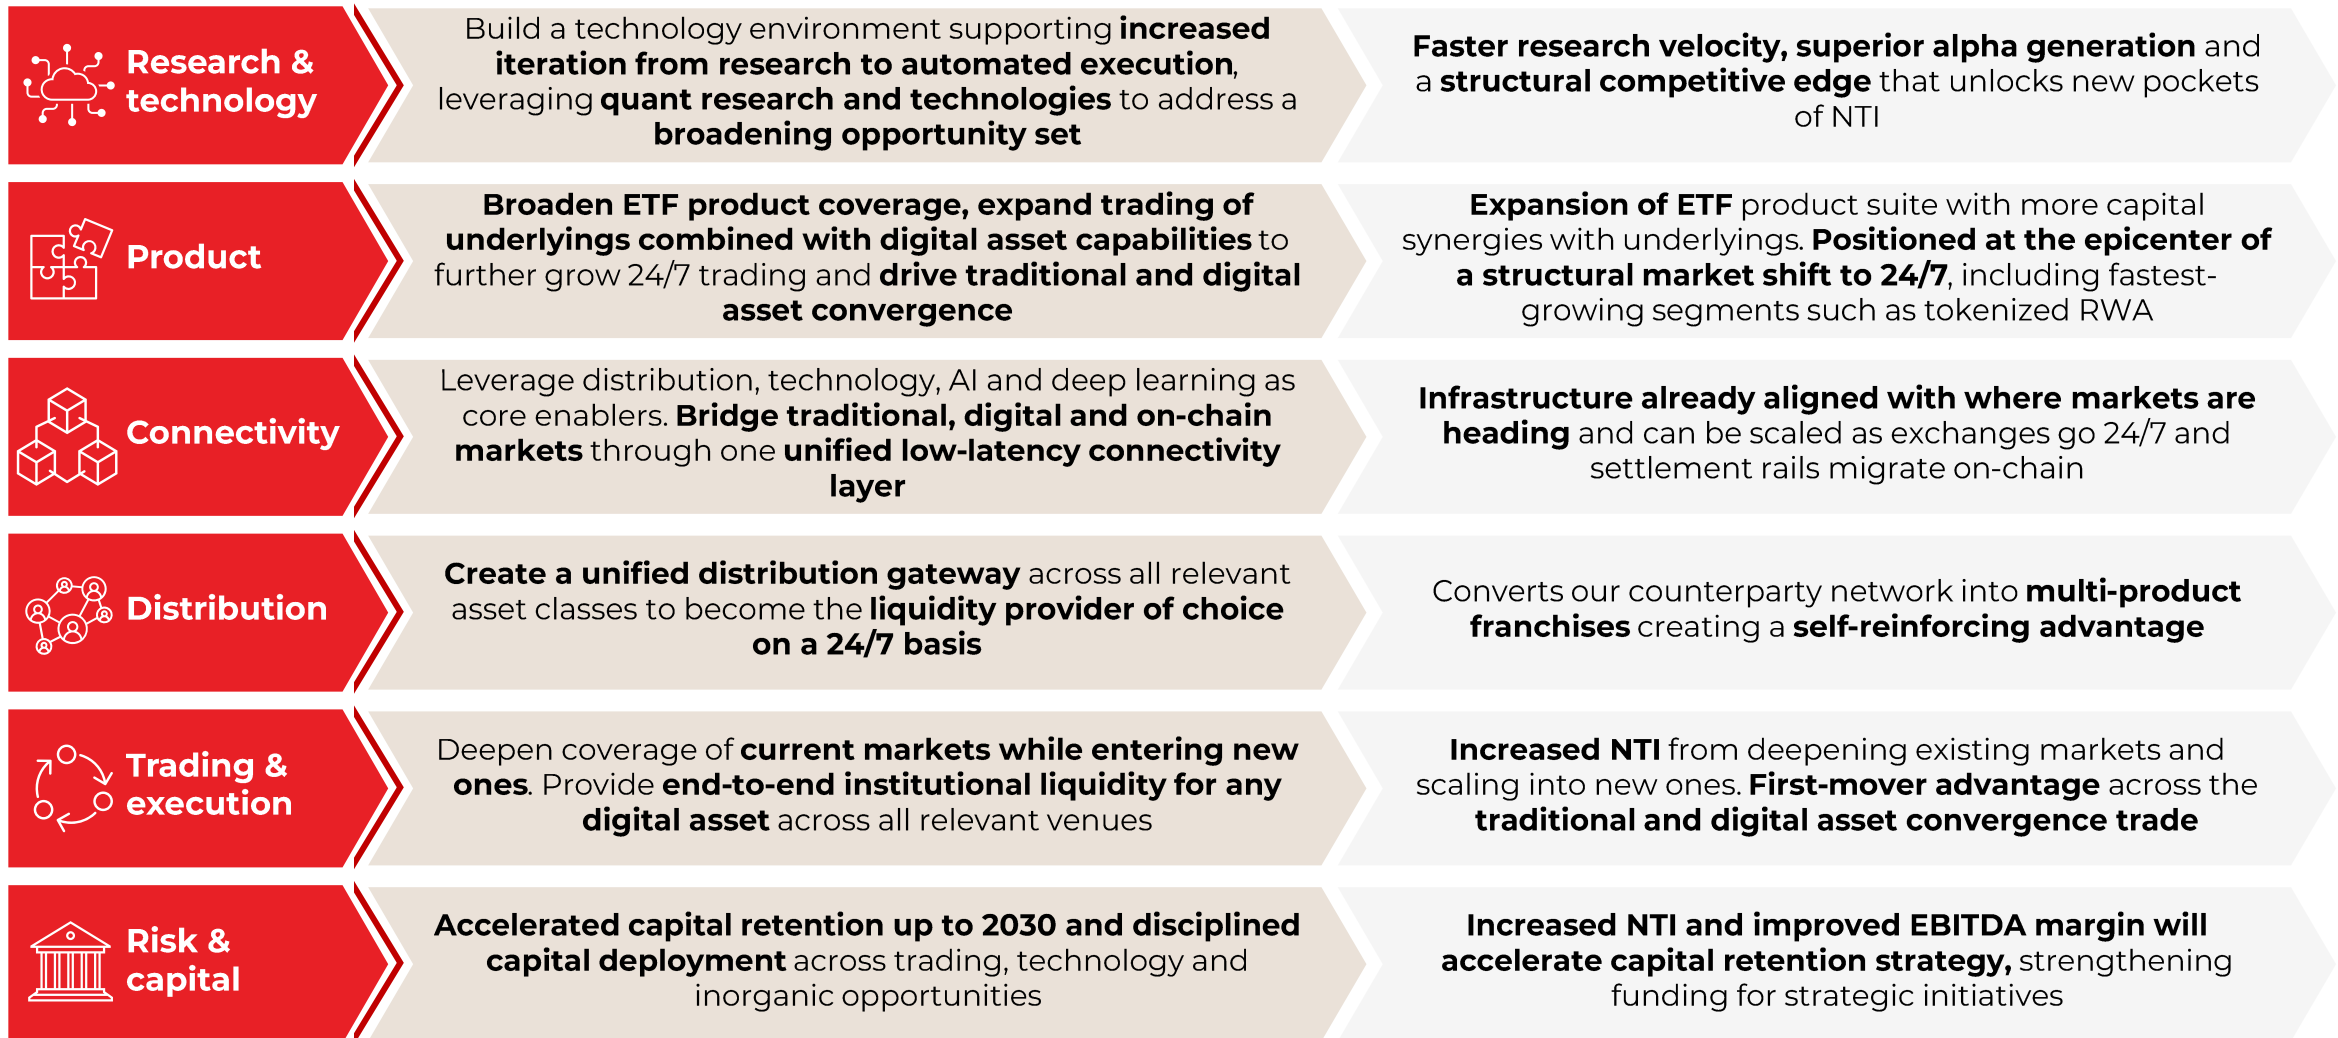 Research &
technology
Build a technology environment supporting increased
iteration from research to automated execution,
leveraging quant research and technologies to address a
broadening opportunity set
Faster research velocity, superior alpha generation and
a structural competitive edge that unlocks new pockets
of NTI
Product
Broaden ETF product coverage, expand trading of
underlyings combined with digital asset capabilities to
further grow 24/7 trading and drive traditional and digital
asset convergence
Expansion of ETF product suite with more capital
synergies with underlyings. Positioned at the epicenter of
a structural market shift to 24/7, including fastest-
growing segments such as tokenized RWA
Connectivity
Leverage distribution, technology, AI and deep learning as
core enablers. Bridge traditional, digital and on-chain
markets through one unified low-latency connectivity
layer
Infrastructure already aligned with where markets are
heading and can be scaled as exchanges go 24/7 and
settlement rails migrate on-chain
Distribution
Create a unified distribution gateway across all relevant
asset classes to become the liquidity provider of choice
on a 24/7 basis
Converts our counterparty network into multi-product
franchises creating a self-reinforcing advantage
Trading &
execution
Deepen coverage of current markets while entering new
ones. Provide end-to-end institutional liquidity for any
digital asset across all relevant venues
Increased NTI from deepening existing markets and
scaling into new ones. First-mover advantage across the
traditional and digital asset convergence trade
Risk &
capital
Accelerated capital retention up to 2030 and disciplined
capital deployment across trading, technology and
inorganic opportunities
Increased NTI and improved EBITDA margin will
accelerate capital retention strategy, strengthening
funding for strategic initiatives